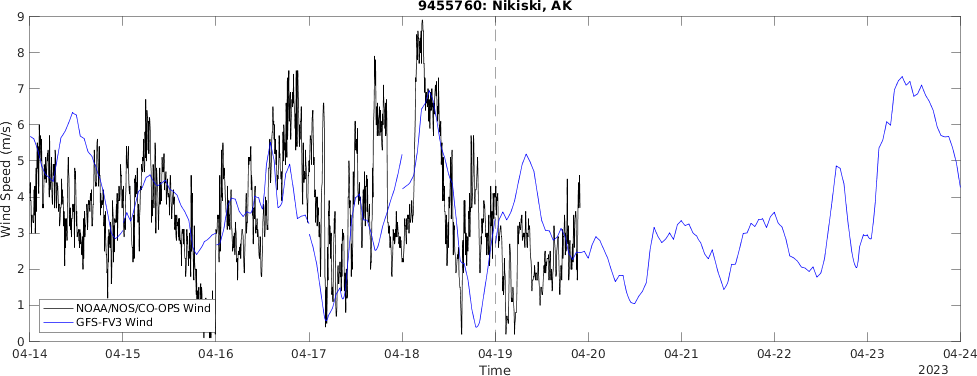 9455760: Nikiski, AK
Wind Speed (m/s)
9
8
7
6
5
4
3
2
1
0
NOAA/NOS/CO-OPS Wind
GFS-FV3 Wind
04-14 04-15 04-16 04-17 04-18 04-19 04-20 04-21 04-22 04-23 04-24
Time
2023